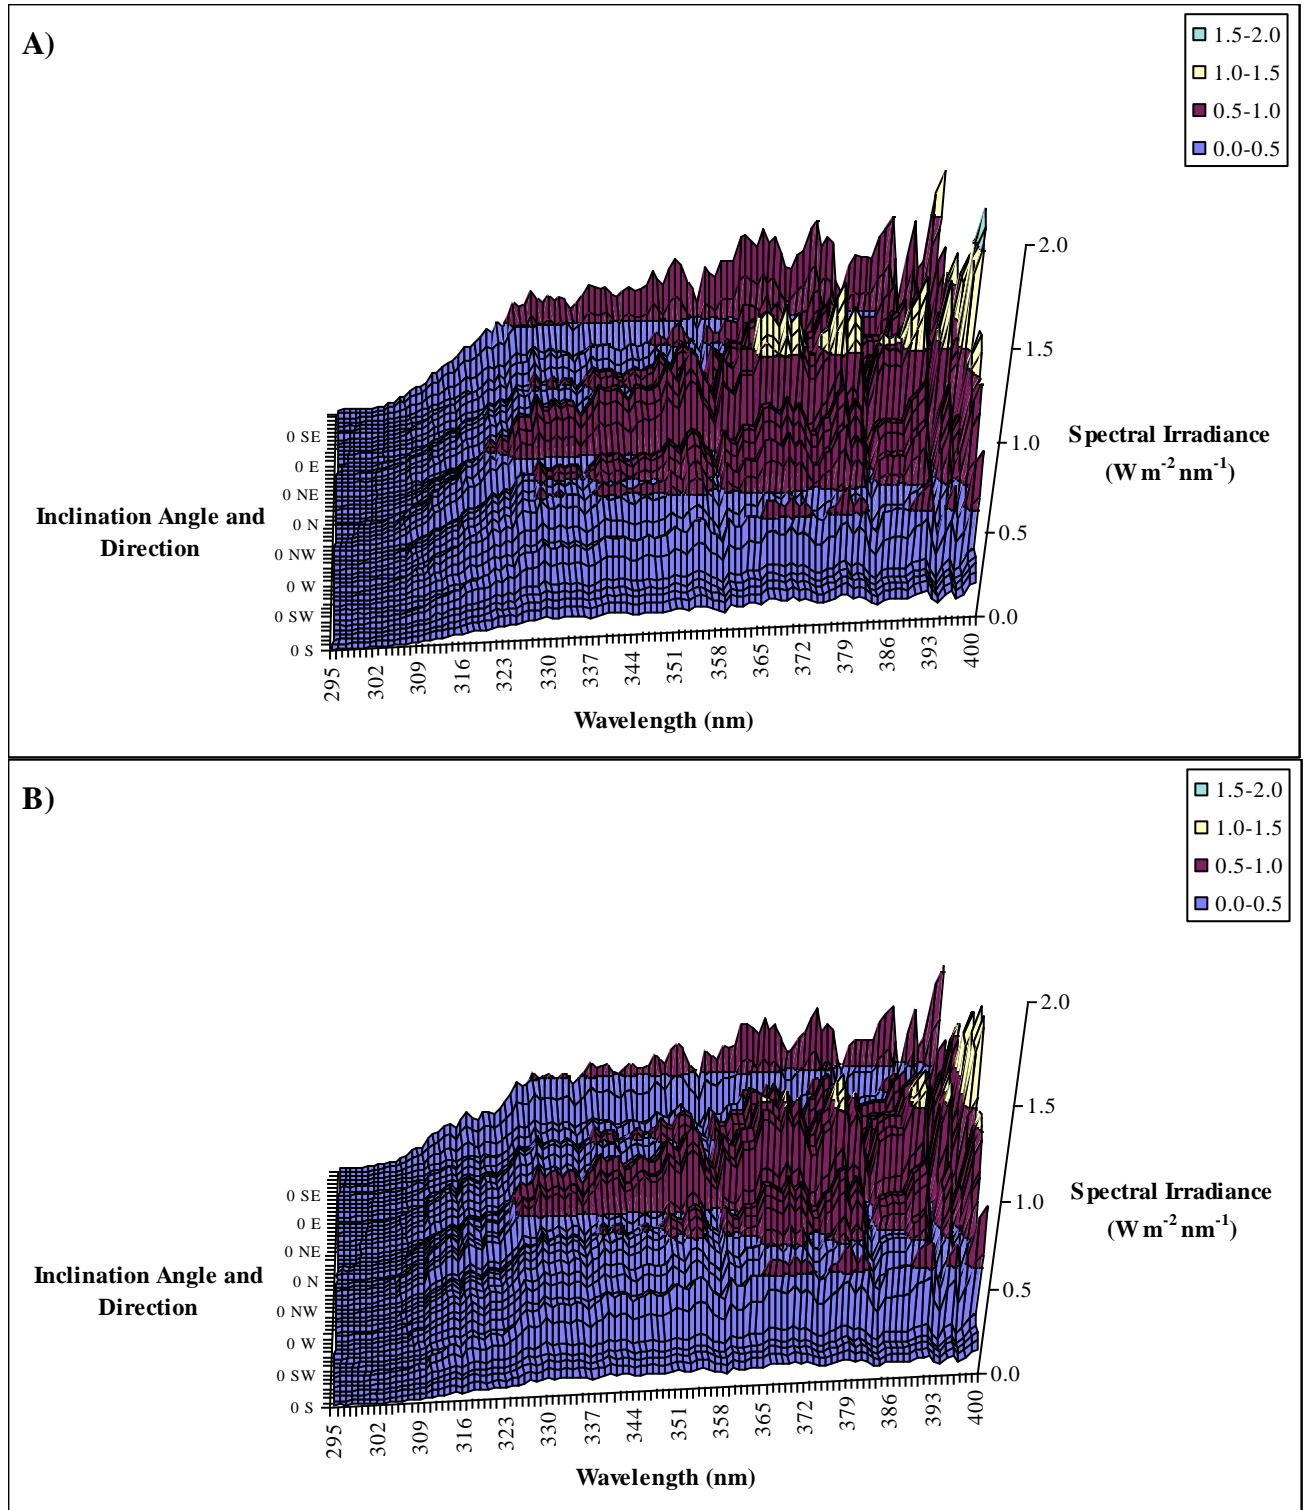 A)
1.5-2.0
1.0-1.5
0.5-1.0
0.0-0.5
2.0
1.5
1.0
0.5
0.0
Spectral Irradiance
(W m-2 nm-1)
0 SE
0 E
0 NE
0 N
0 NW
0 W
0 SW
0 S
Inclination Angle and
Direction
295 302 309 316 323 330 337 344 351 358 365 372 379 386 393 400
Wavelength (nm)
B)
1.5-2.0
1.0-1.5
0.5-1.0
0.0-0.5
2.0
1.5
1.0
0.5
0.0
Spectral Irradiance
(W m-2 nm-1)
0 SE
0 E
0 NE
0 N
0 NW
0 W
0 SW
0 S
Inclination Angle and
Direction
295 302 309 316 323 330 337 344 351 358 365 372 379 386 393 400
Wavelength (nm)